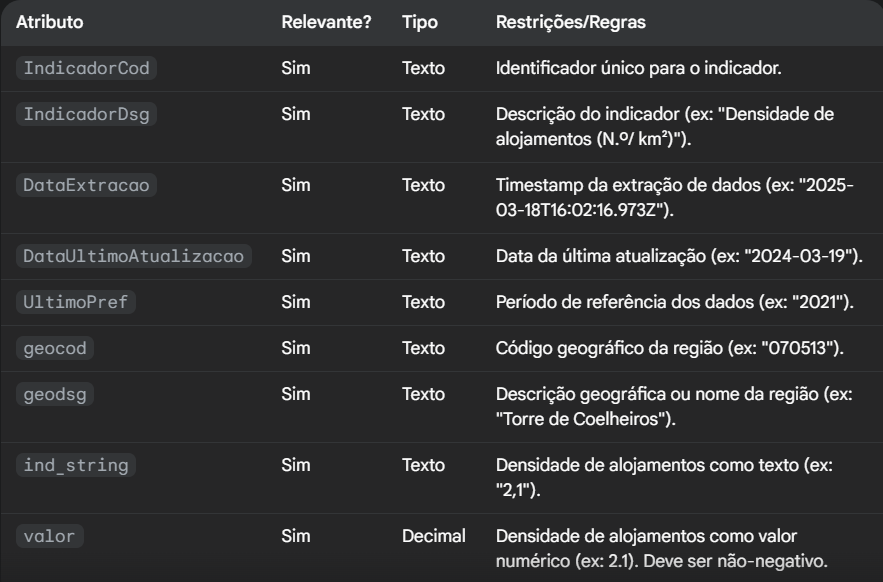 Atributo Relevante? Tipo Restrições/Regras
IndicadorCod Sim Texto Identificador único para o indicador.
IndicadorDsg Sim Texto Descrição do indicador (ex: "Densidade de
alojamentos (N.º/ km²)").
DataExtracao Sim Texto Timestamp da extração de dados (ex: "2025-
03-18T16:02:16.973Z").
DataUltimoAtualizacao Sim Texto Data da última atualização (ex: "2024-03-19").
UltimoPref Sim Texto Período de referência dos dados (ex: "2021").
geocod Sim Texto Código geográfico da região (ex: "070513").
geodsg Sim Texto Descrição geográfica ou nome da região (ex:
"Torre de Coelheiros").
ind_string Sim Texto Densidade de alojamentos como texto (ex:
"2,1").
valor Sim Decimal Densidade de alojamentos como valor
numérico (ex: 2.1). Deve ser não-negativo.